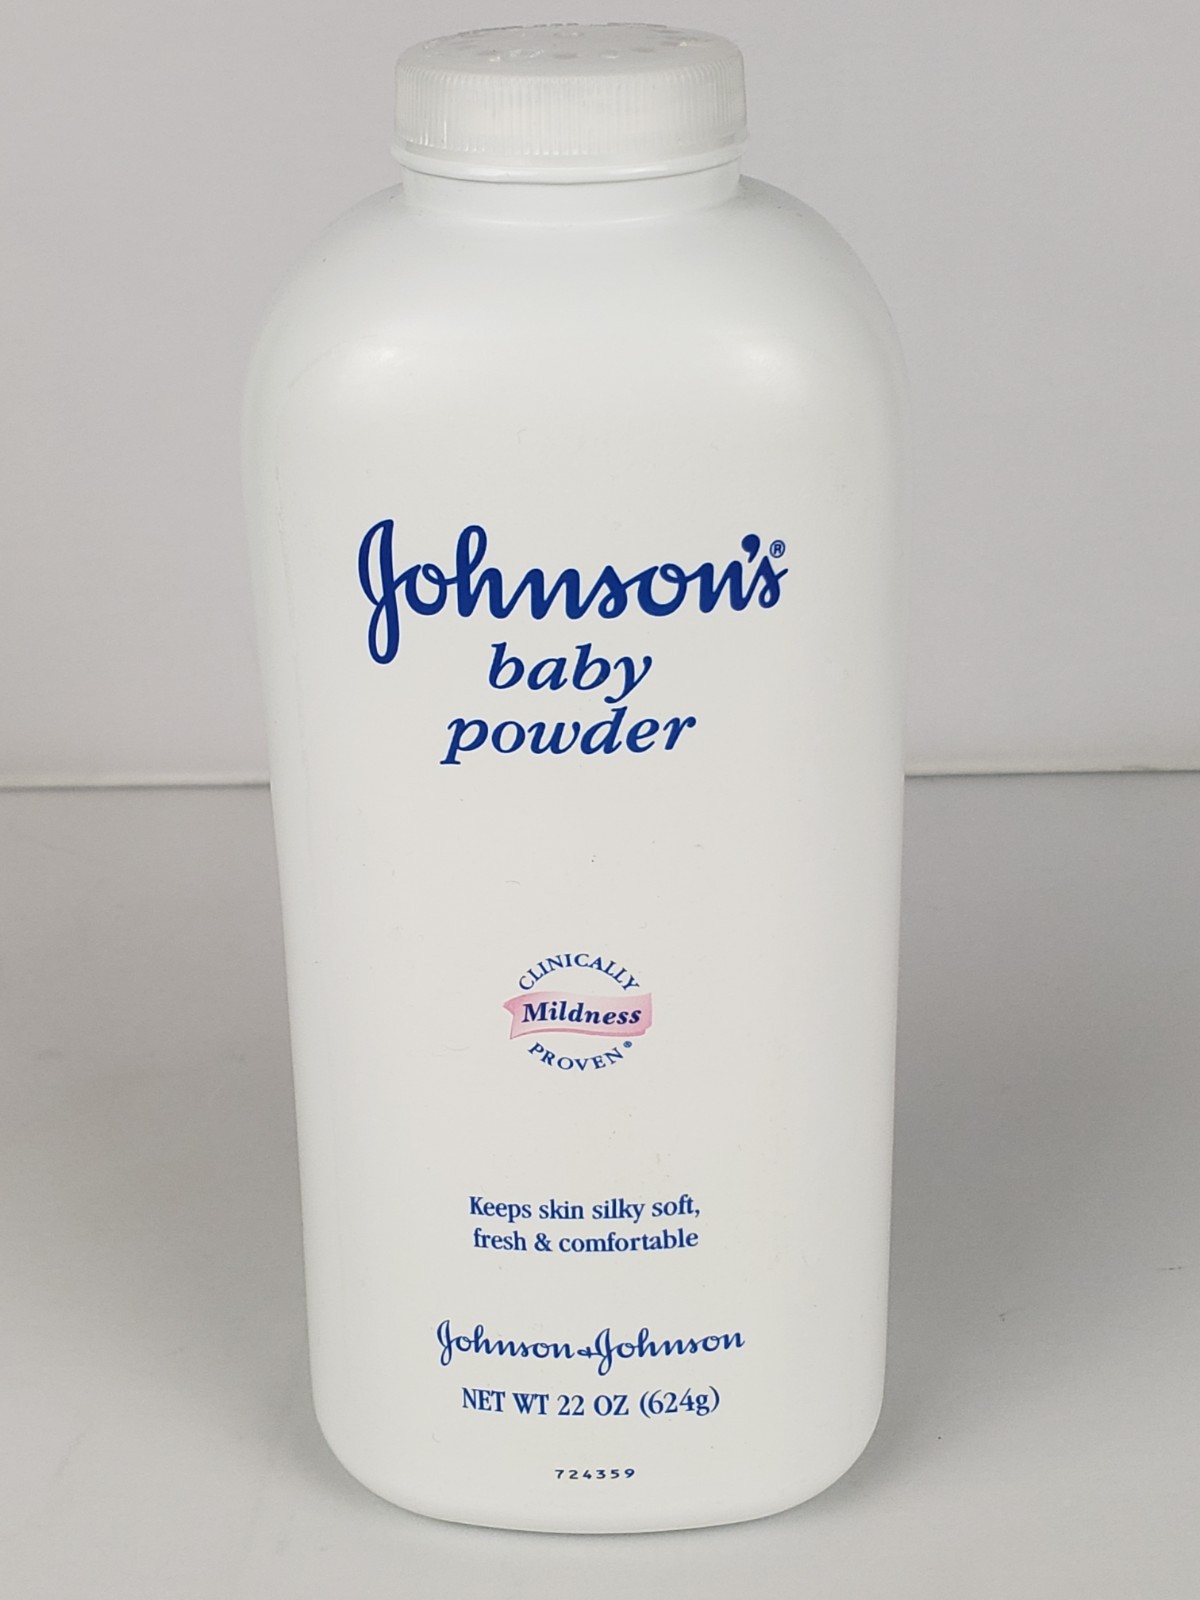 Johnson's®
baby
powder
CLINICALLY
Mildness
PROVEN®
Keeps skin silky soft,
fresh & comfortable
Johnson & Johnson
NET WT 22 OZ (624g)
724359